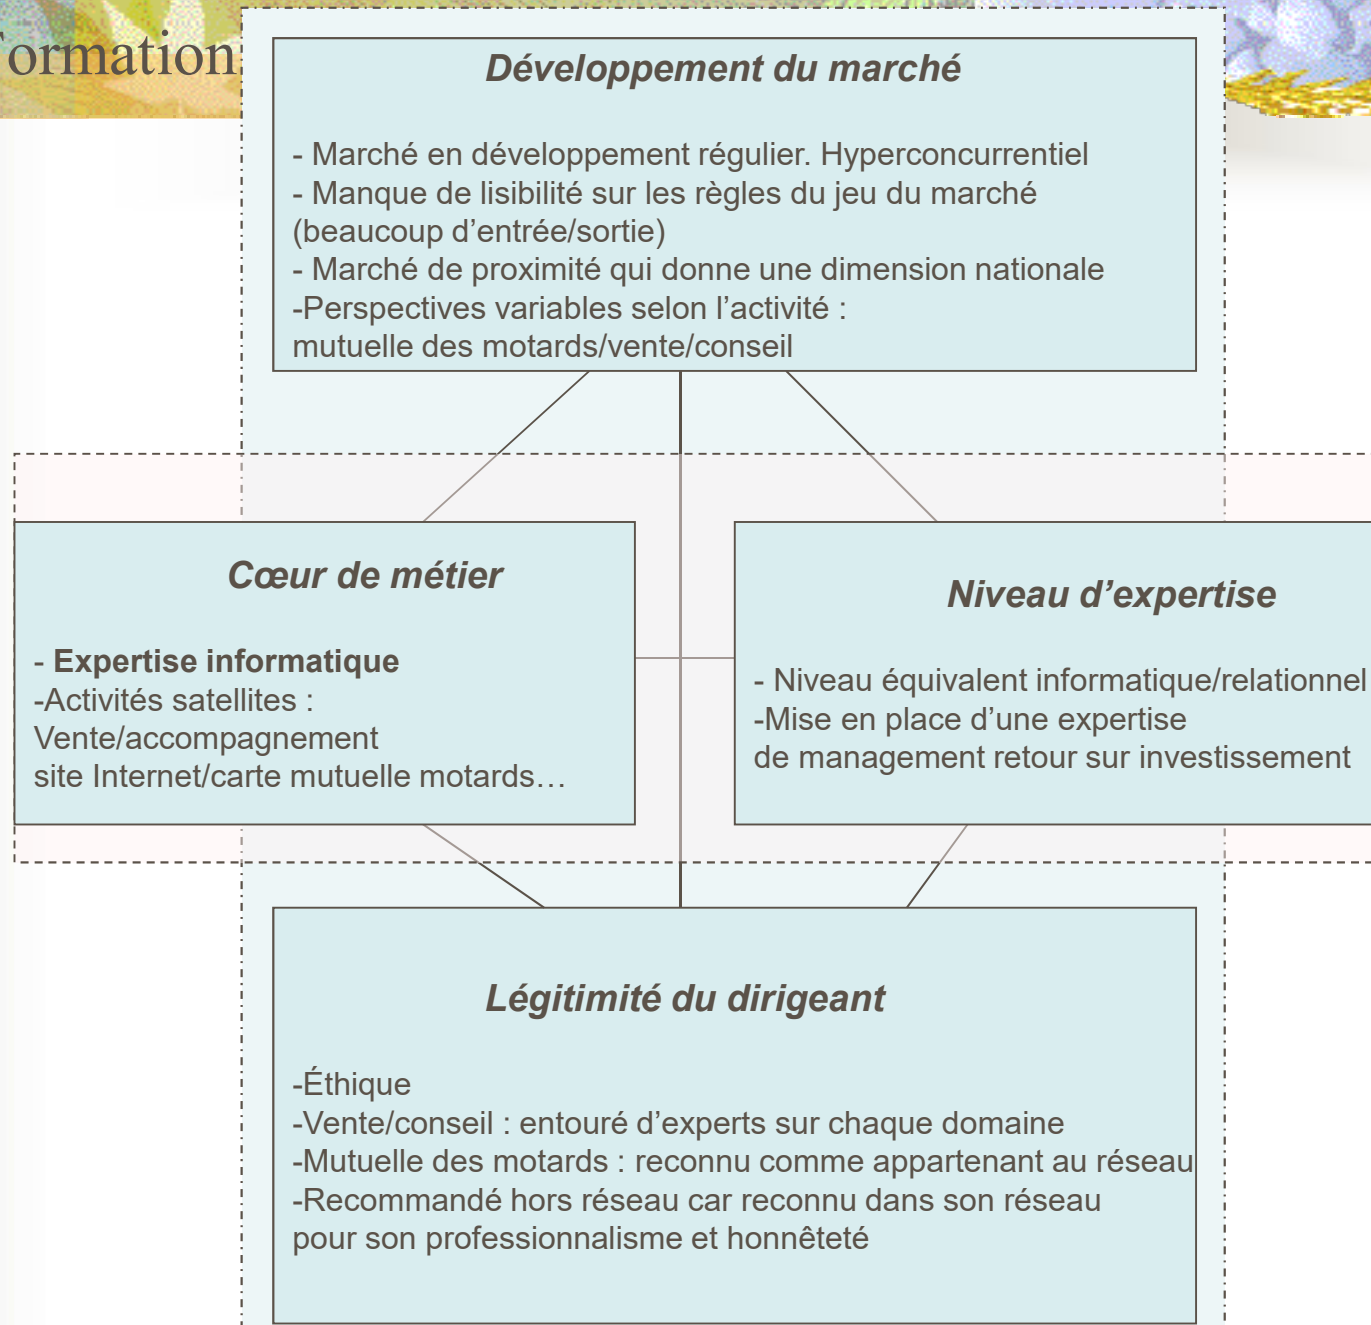 ormation
Développement du marché
- Marché en développement régulier. Hyperconcurrentiel
- Manque de lisibilité sur les règles du jeu du marché
(beaucoup d’entrée/sortie)
- Marché de proximité qui donne une dimension nationale
-Perspectives variables selon l’activité :
mutuelle des motards/vente/conseil
Cœur de métier
- Expertise informatique
-Activités satellites :
Vente/accompagnement
site Internet/carte mutuelle motards…
Niveau d’expertise
- Niveau équivalent informatique/relationnel
-Mise en place d’une expertise
de management retour sur investissement
Légitimité du dirigeant
-Éthique
-Vente/conseil : entouré d’experts sur chaque domaine
-Mutuelle des motards : reconnu comme appartenant au réseau
-Recommandé hors réseau car reconnu dans son réseau
pour son professionnalisme et honnêteté